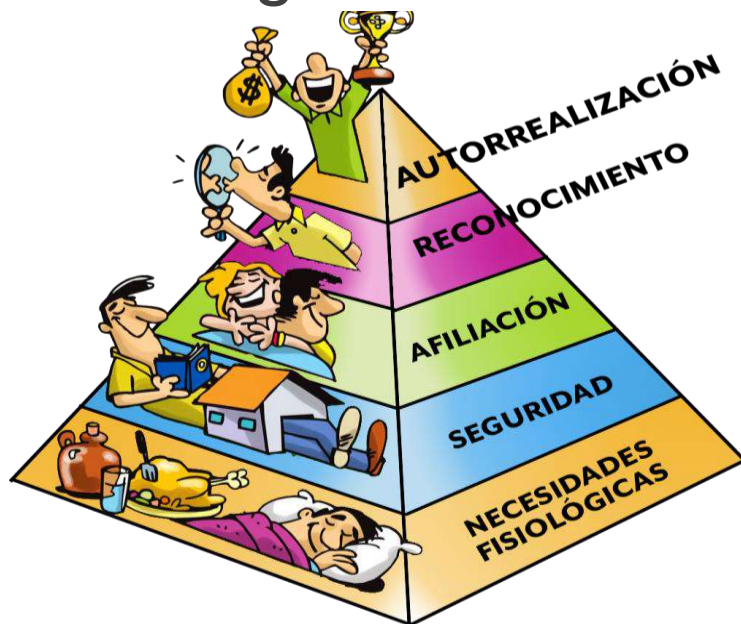 $
AUTORREALIZACIÓN
RECONOCIMIENTO
AFILIACIÓN
SEGURIDAD
NECESIDADES
FISIOLÓGICAS